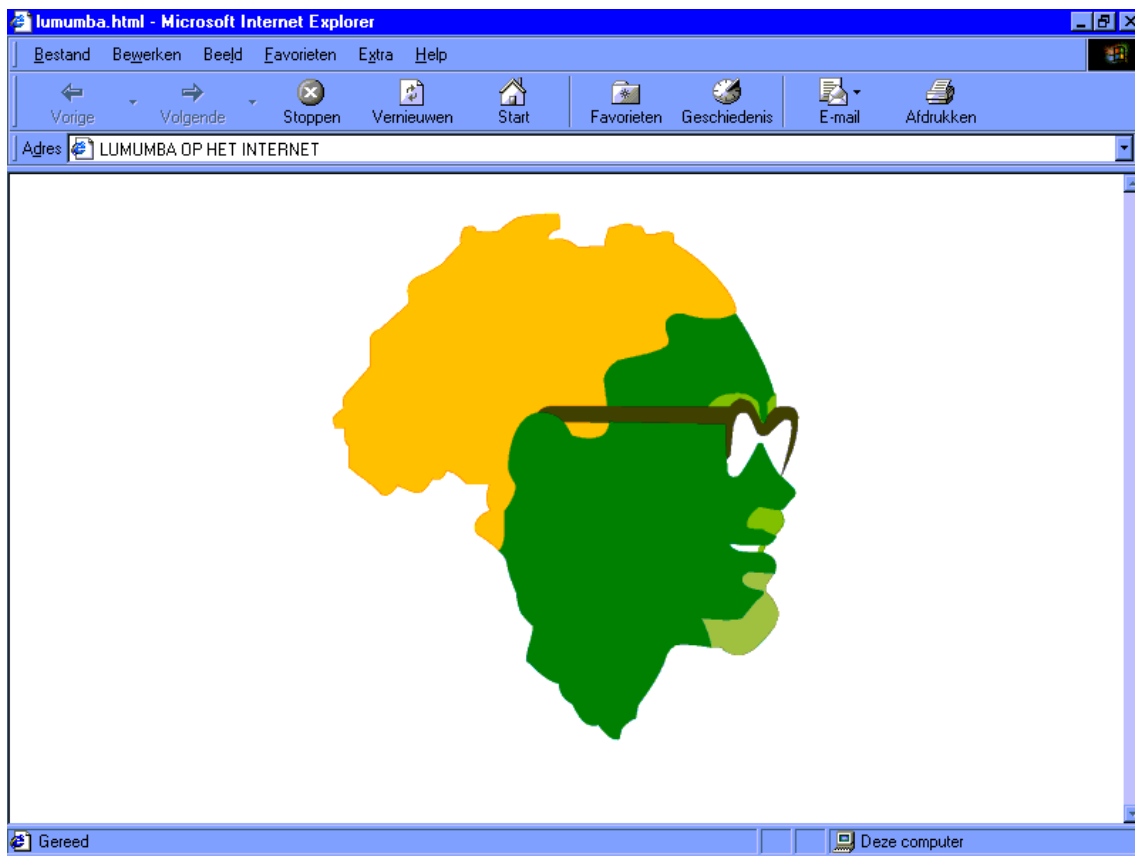 lumumba.html - Microsoft Internet Explorer
Bestand Bewerken Beeld Favorieten Extra Help
Vorige Volgende Stoppen Vernieuwen Start Favorieten Geschiedenis E-mail Afdrukken
Adres LUMUMBA OP HET INTERNET
Gereed Deze computer